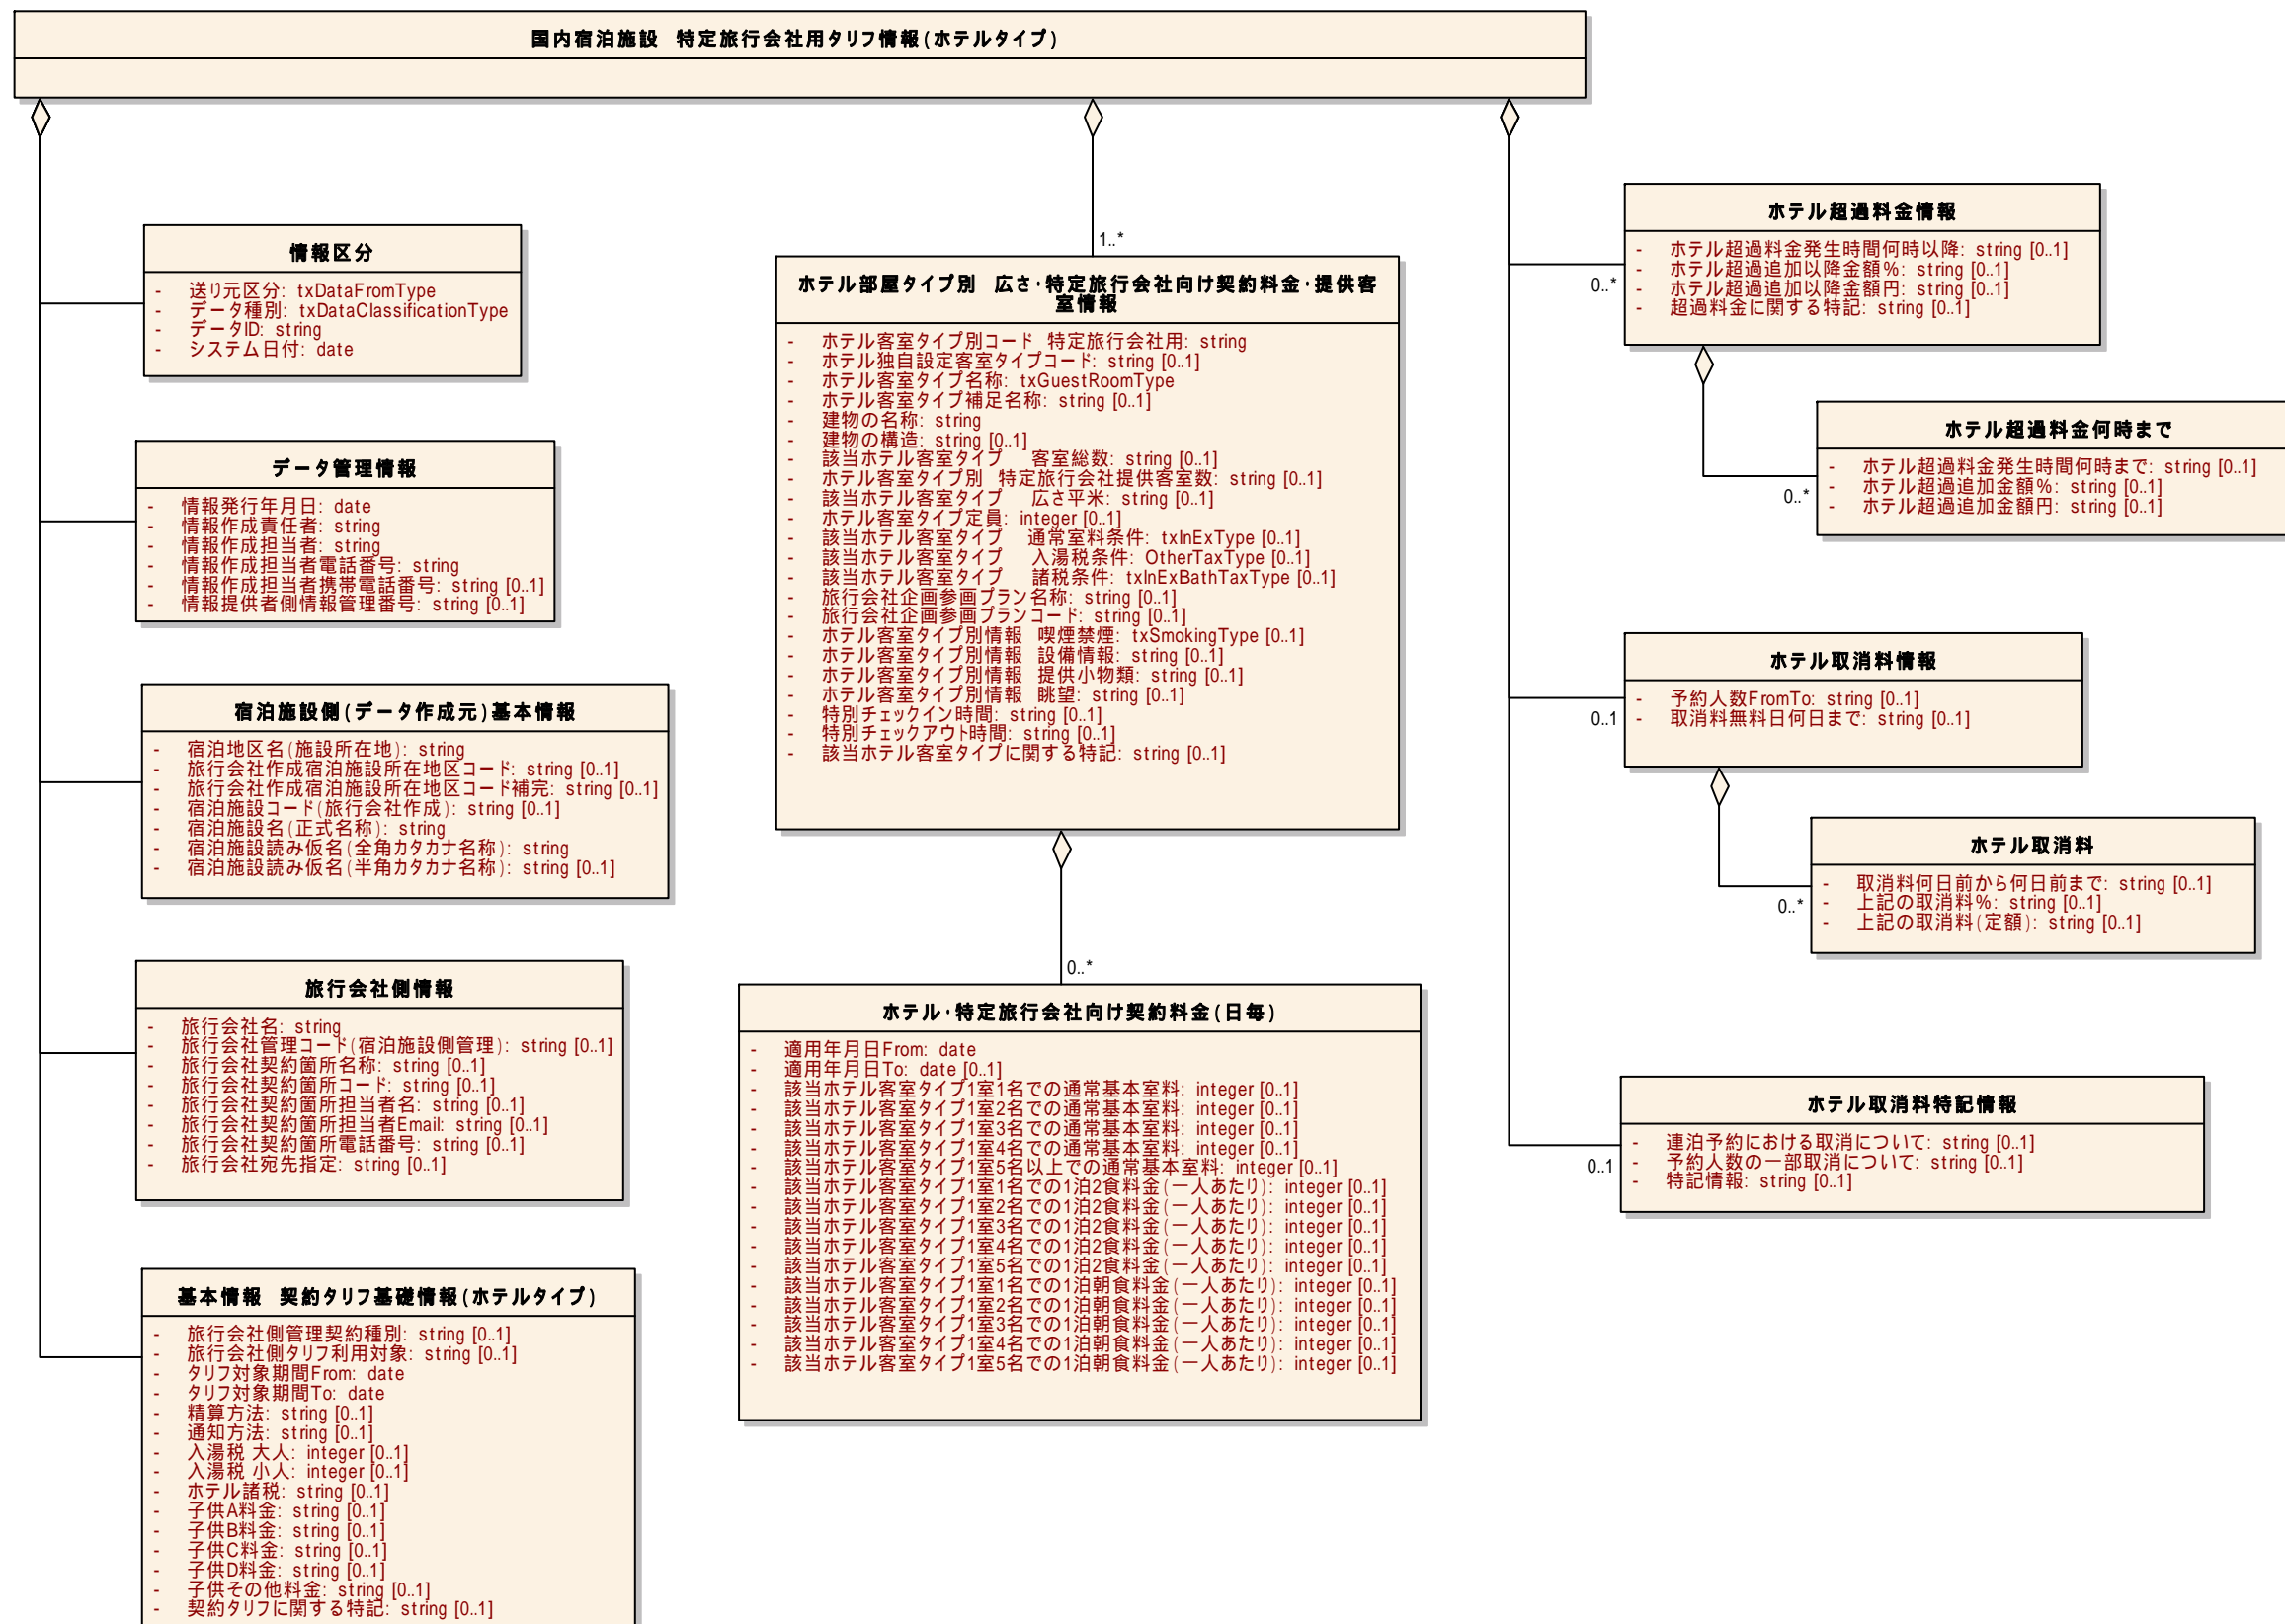 国内宿泊施設 特定旅行会社用タリフ情報(ホテルタイプ)
情報区分
- 送り元区分: txDataFromType
- データ種別: txDataClassificationType
- データID: string
- システム日付: date
データ管理情報
- 情報発行年月日: date
- 情報作成責任者: string
- 情報作成担当者: string
- 情報作成担当者電話番号: string
- 情報作成担当者携帯電話番号: string [0..1]
- 情報提供者側情報管理番号: string [0..1]
宿泊施設側(データ作成元)基本情報
- 宿泊地区名(施設所在地): string
- 旅行会社作成宿泊施設所在地区コード: string [0..1]
- 旅行会社作成宿泊施設所在地区コード補完: string [0..1]
- 宿泊施設コード(旅行会社作成): string [0..1]
- 宿泊施設名(正式名称): string
- 宿泊施設読み仮名(全角カタカナ名称): string
- 宿泊施設読み仮名(半角カタカナ名称): string [0..1]
旅行会社側情報
- 旅行会社名: string
- 旅行会社管理コード(宿泊施設側管理): string [0..1]
- 旅行会社契約箇所名称: string [0..1]
- 旅行会社契約箇所コード: string [0..1]
- 旅行会社契約箇所担当者名: string [0..1]
- 旅行会社契約箇所担当者Email: string [0..1]
- 旅行会社契約箇所電話番号: string [0..1]
- 旅行会社宛先指定: string [0..1]
基本情報 契約タリフ基礎情報(ホテルタイプ)
- 旅行会社側管理契約種別: string [0..1]
- 旅行会社側タリフ利用対象: string [0..1]
- タリフ対象期間From: date
- タリフ対象期間To: date
- 精算方法: string [0..1]
- 通知方法: string [0..1]
- 入湯税 大人: integer [0..1]
- 入湯税 小人: integer [0..1]
- ホテル諸税: string [0..1]
- 子供A料金: string [0..1]
- 子供B料金: string [0..1]
- 子供C料金: string [0..1]
- 子供D料金: string [0..1]
- 子供その他料金: string [0..1]
- 契約タリフに関する特記: string [0..1]
1..*
ホテル部屋タイプ別 広さ・特定旅行会社向け契約料金・提供客
室情報
- ホテル客室タイプ別コード 特定旅行会社用: string
- ホテル独自設定客室タイプコード: string [0..1]
- ホテル客室タイプ名称: txGuestRoomType
- ホテル客室タイプ補足名称: string [0..1]
- 建物の名称: string
- 建物の構造: string [0..1]
- 該当ホテル客室タイプ 客室総数: string [0..1]
- ホテル客室タイプ別 特定旅行会社提供客室数: string [0..1]
- 該当ホテル客室タイプ 広さ平米: string [0..1]
- ホテル客室タイプ定員: integer [0..1]
- 該当ホテル客室タイプ 通常室料条件: txInExType [0..1]
- 該当ホテル客室タイプ 入湯税条件: OtherTaxType [0..1]
- 該当ホテル客室タイプ 諸税条件: txInExBathTaxType [0..1]
- 旅行会社企画参画プラン名称: string [0..1]
- 旅行会社企画参画プランコード: string [0..1]
- ホテル客室タイプ別情報 喫煙禁煙: txSmokingType [0..1]
- ホテル客室タイプ別情報 設備情報: string [0..1]
- ホテル客室タイプ別情報 提供小物類: string [0..1]
- ホテル客室タイプ別情報 眺望: string [0..1]
- 特別チェックイン時間: string [0..1]
- 特別チェックアウト時間: string [0..1]
- 該当ホテル客室タイプに関する特記: string [0..1]
0..*
ホテル・特定旅行会社向け契約料金(日毎)
- 適用年月日From: date
- 適用年月日To: date [0..1]
- 該当ホテル客室タイプ1室1名での通常基本室料: integer [0..1]
- 該当ホテル客室タイプ1室2名での通常基本室料: integer [0..1]
- 該当ホテル客室タイプ1室3名での通常基本室料: integer [0..1]
- 該当ホテル客室タイプ1室4名での通常基本室料: integer [0..1]
- 該当ホテル客室タイプ1室5名以上での通常基本室料: integer [0..1]
- 該当ホテル客室タイプ1室1名での1泊2食料金(一人あたり): integer [0..1]
- 該当ホテル客室タイプ1室2名での1泊2食料金(一人あたり): integer [0..1]
- 該当ホテル客室タイプ1室3名での1泊2食料金(一人あたり): integer [0..1]
- 該当ホテル客室タイプ1室4名での1泊2食料金(一人あたり): integer [0..1]
- 該当ホテル客室タイプ1室5名での1泊2食料金(一人あたり): integer [0..1]
- 該当ホテル客室タイプ1室1名での1泊朝食料金(一人あたり): integer [0..1]
- 該当ホテル客室タイプ1室2名での1泊朝食料金(一人あたり): integer [0..1]
- 該当ホテル客室タイプ1室3名での1泊朝食料金(一人あたり): integer [0..1]
- 該当ホテル客室タイプ1室4名での1泊朝食料金(一人あたり): integer [0..1]
- 該当ホテル客室タイプ1室5名での1泊朝食料金(一人あたり): integer [0..1]
0..*
ホテル超過料金情報
- ホテル超過料金発生時間何時以降: string [0..1]
- ホテル超過追加以降金額%: string [0..1]
- ホテル超過追加以降金額円: string [0..1]
- 超過料金に関する特記: string [0..1]
0..*
ホテル超過料金何時まで
- ホテル超過料金発生時間何時まで: string [0..1]
- ホテル超過追加金額%: string [0..1]
- ホテル超過追加金額円: string [0..1]
0..1
ホテル取消料情報
- 予約人数FromTo: string [0..1]
- 取消料無料日何日まで: string [0..1]
0..*
ホテル取消料
- 取消料何日前から何日前まで: string [0..1]
- 上記の取消料%: string [0..1]
- 上記の取消料(定額): string [0..1]
0..1
ホテル取消料特記情報
- 連泊予約における取消について: string [0..1]
- 予約人数の一部取消について: string [0..1]
- 特記情報: string [0..1]